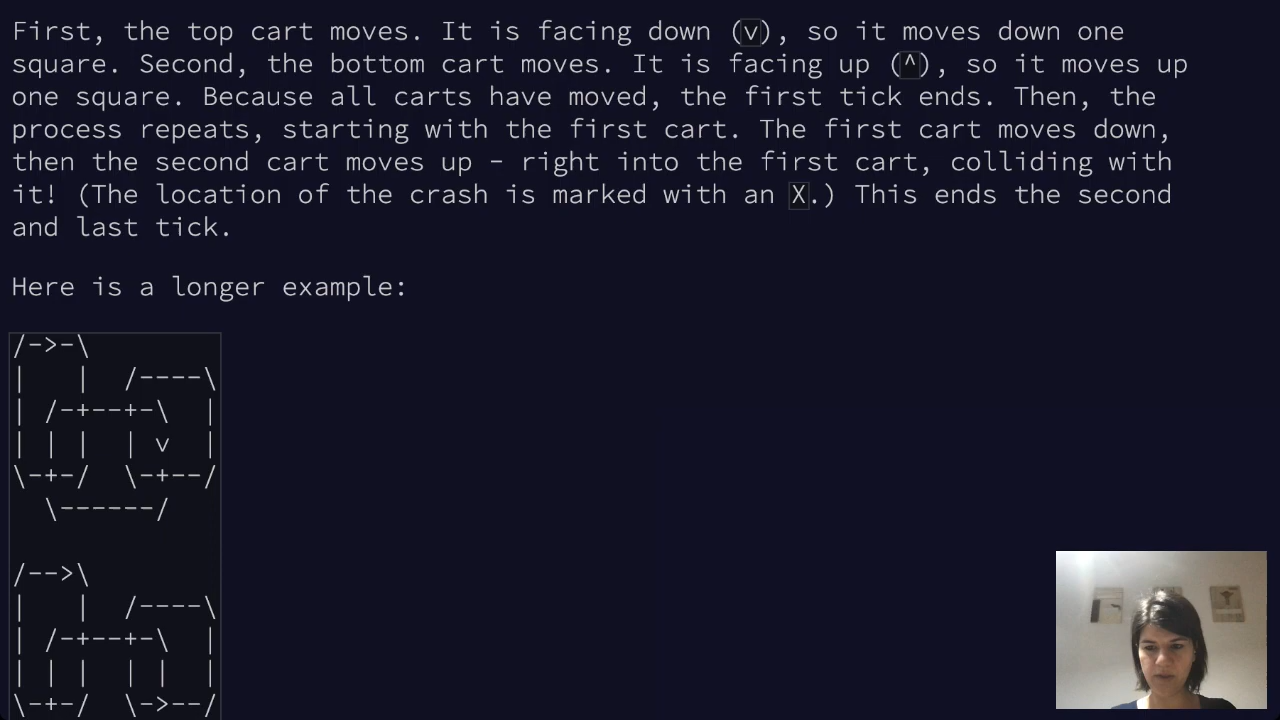 First, the top cart moves. It is facing down (v), so it moves down one
square. Second, the bottom cart moves. It is facing up (^), so it moves up
one square. Because all carts have moved, the first tick ends. Then, the
process repeats, starting with the first cart. The first cart moves down,
then the second cart moves up - right into the first cart, colliding with
it! (The location of the crash is marked with an X.) This ends the second
and last tick.
Here is a longer example:
/->-\
|   |  /----\
| /-+--+-\  |
| | |  | v  |
\-+-/  \-+--/
  \------/
/-->\
|   |  /----\
| /-+--+-\  |
| | |  | |  |
\-+-/  \->--/